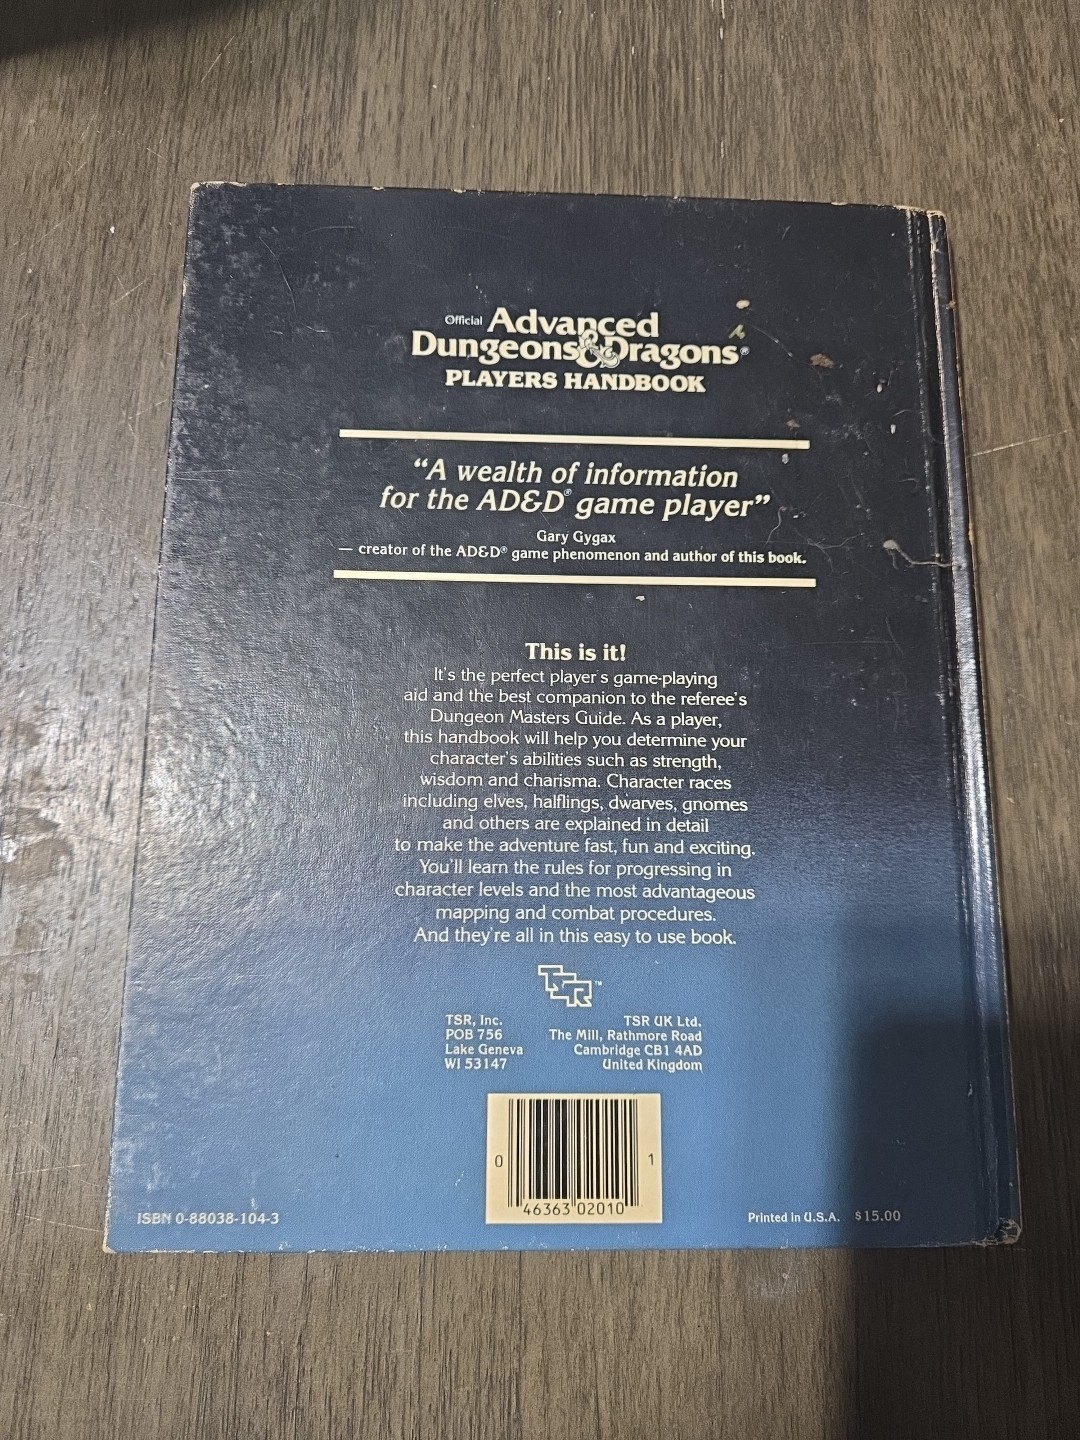 Official Advanced
Dungeons & Dragons®
PLAYERS HANDBOOK
“A wealth of information
for the AD&D® game player”
Gary Gygax
— creator of the AD&D® game phenomenon and author of this book.
This is it!
It's the perfect player's game-playing
aid and the best companion to the referee's
Dungeon Masters Guide. As a player,
this handbook will help you determine your
character's abilities such as strength,
wisdom and charisma. Character races
including elves, halflings, dwarves, gnomes
and others are explained in detail
to make the adventure fast, fun and exciting.
You'll learn the rules for progressing in
character levels and the most advantageous
mapping and combat procedures.
And they're all in this easy to use book.
TSR™
TSR, Inc.
POB 756
Lake Geneva
WI 53147
TSR UK Ltd.
The Mill, Rathmore Road
Cambridge CB1 4AD
United Kingdom
0 46363 02010 1
ISBN 0-88038-104-3
Printed in U.S.A. $15.00